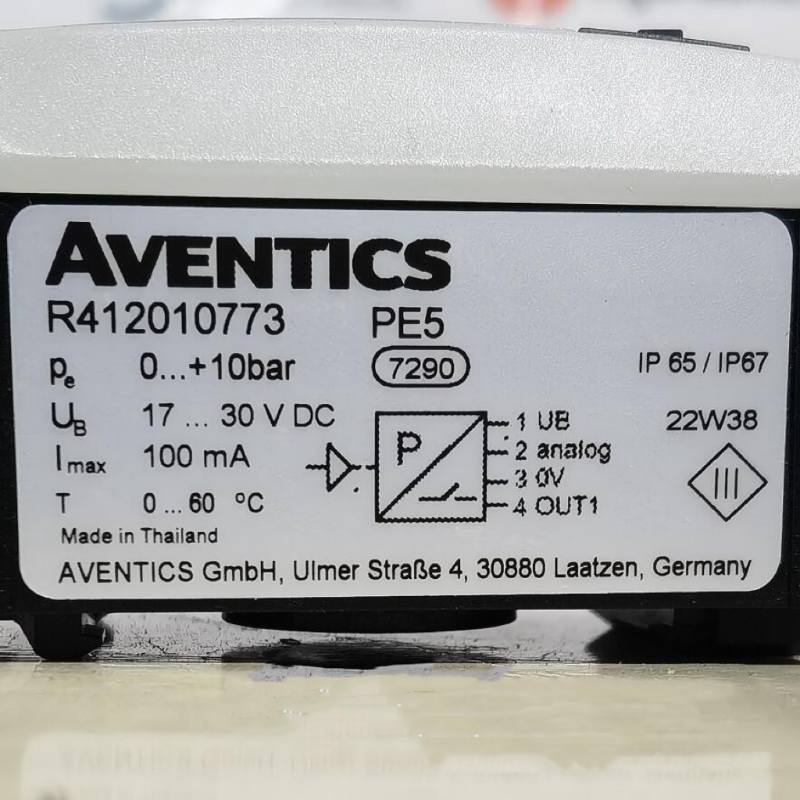 AVENTICS
R412010773 PE5
pe 0...+10bar 7290 IP 65 / IP67
UB 17 ... 30 V DC 1 UB 22W38
Imax 100 mA P 2 analog
3 0V
T 0 ... 60 °C 4 OUT1
Made in Thailand
AVENTICS GmbH, Ulmer Straße 4, 30880 Laatzen, Germany